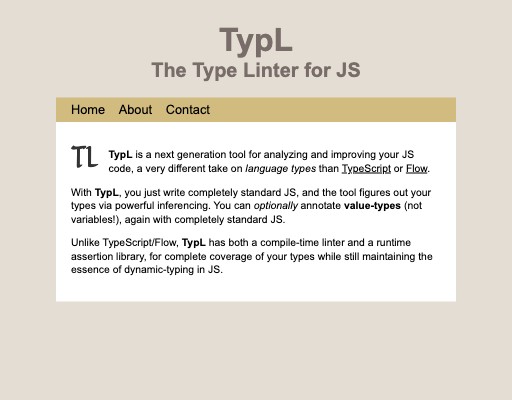 TypL
The Type Linter for JS
Home About Contact
TL TypL is a next generation tool for analyzing and improving your JS
code, a very different take on language types than TypeScript or Flow.
With TypL, you just write completely standard JS, and the tool figures out your
types via powerful inferencing. You can optionally annotate value-types (not
variables!), again with completely standard JS.
Unlike TypeScript/Flow, TypL has both a compile-time linter and a runtime
assertion library, for complete coverage of your types while still maintaining the
essence of dynamic-typing in JS.